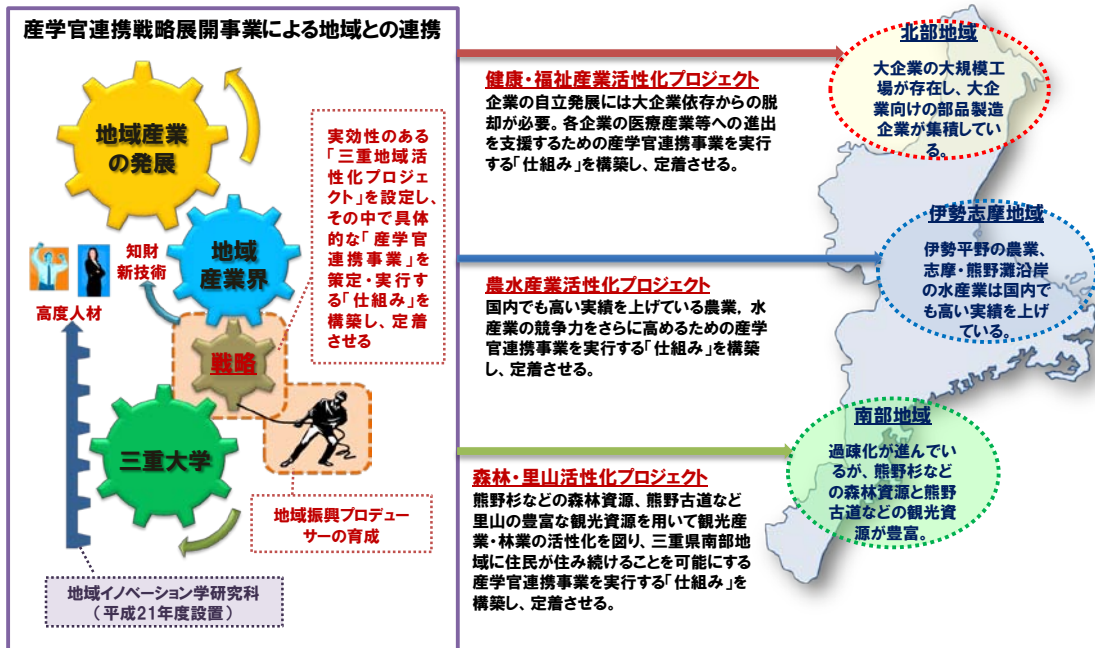 産学官連携戦略展開事業による地域との連携
地域産業
の発展
実効性のある
「三重地域活
性化プロジェ
クト」を設定し、
その中で具体
的な「産学官
連携事業」を
策定・実行す
る「仕組み」を
構築し、定着
させる
地域
産業界
知財
新技術
高度人材
戦略
三重大学
地域振興プロデュー
サーの育成
地域イノベーション学研究科
（平成21年度設置）
健康・福祉産業活性化プロジェクト
企業の自立発展には大企業依存からの脱
却が必要。各企業の医療産業等への進出
を支援するための産学官連携事業を実行
する「仕組み」を構築し、定着させる。
農水産業活性化プロジェクト
国内でも高い実績を上げている農業，水
産業の競争力をさらに高めるための産学
官連携事業を実行する「仕組み」を構築
し、定着させる。
森林・里山活性化プロジェクト
熊野杉などの森林資源、熊野古道など
里山の豊富な観光資源を用いて観光産
業・林業の活性化を図り、三重県南部地
域に住民が住み続けることを可能にする
産学官連携事業を実行する「仕組み」を
構築し、定着させる。
北部地域
大企業の大規模工
場が存在し、大企
業向けの部品製造
企業が集積してい
る。
伊勢志摩地域
伊勢平野の農業、
志摩・熊野灘沿岸
の水産業は国内で
も高い実績を上げ
ている。
南部地域
過疎化が進んでい
るが、熊野杉など
の森林資源と熊野
古道などの観光資
源が豊富。